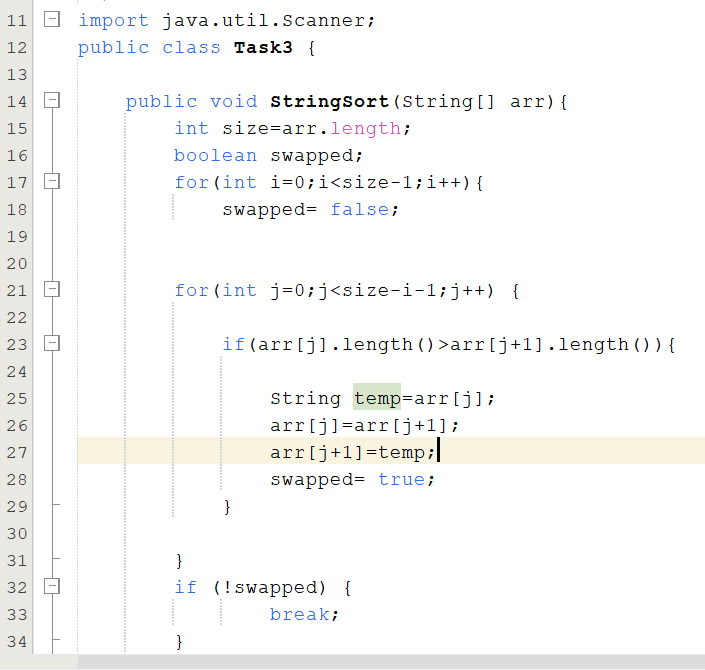 11 import java.util.Scanner;
12 public class Task3 {
13
14 public void StringSort(String[] arr){
15 int size=arr.length;
16 boolean swapped;
17 for(int i=0;i<size-1;i++){
18 swapped= false;
19
20
21 for(int j=0;j<size-i-1;j++) {
22
23 if(arr[j].length()>arr[j+1].length()){
24
25 String temp=arr[j];
26 arr[j]=arr[j+1];
27 arr[j+1]=temp;
28 swapped= true;
29 }
30
31 }
32 if (!swapped) {
33 break;
34 }